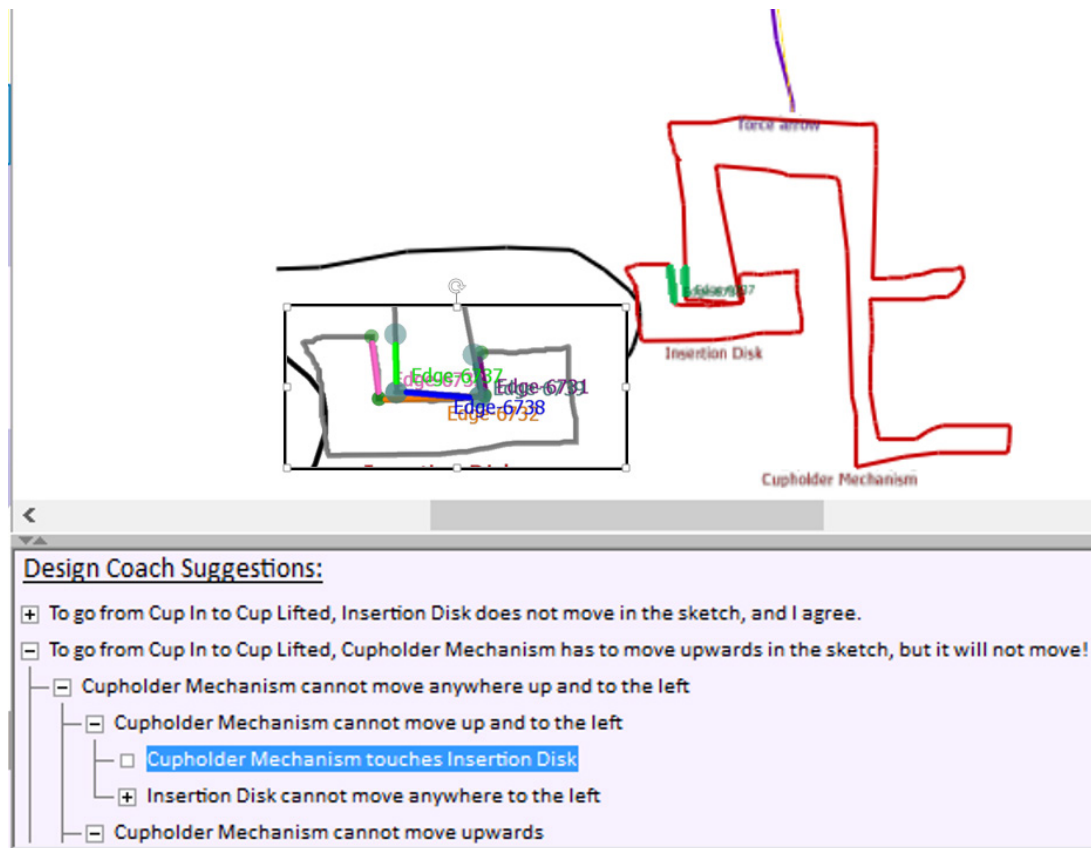 force arrow
Insertion Disk
Edge-6737
Edge-6731
Edge-6738
Edge-6732
Cupholder Mechanism
Design Coach Suggestions:
To go from Cup In to Cup Lifted, Insertion Disk does not move in the sketch, and I agree.
To go from Cup In to Cup Lifted, Cupholder Mechanism has to move upwards in the sketch, but it will not move!
Cupholder Mechanism cannot move anywhere up and to the left
Cupholder Mechanism cannot move up and to the left
Cupholder Mechanism touches Insertion Disk
Insertion Disk cannot move anywhere to the left
Cupholder Mechanism cannot move upwards